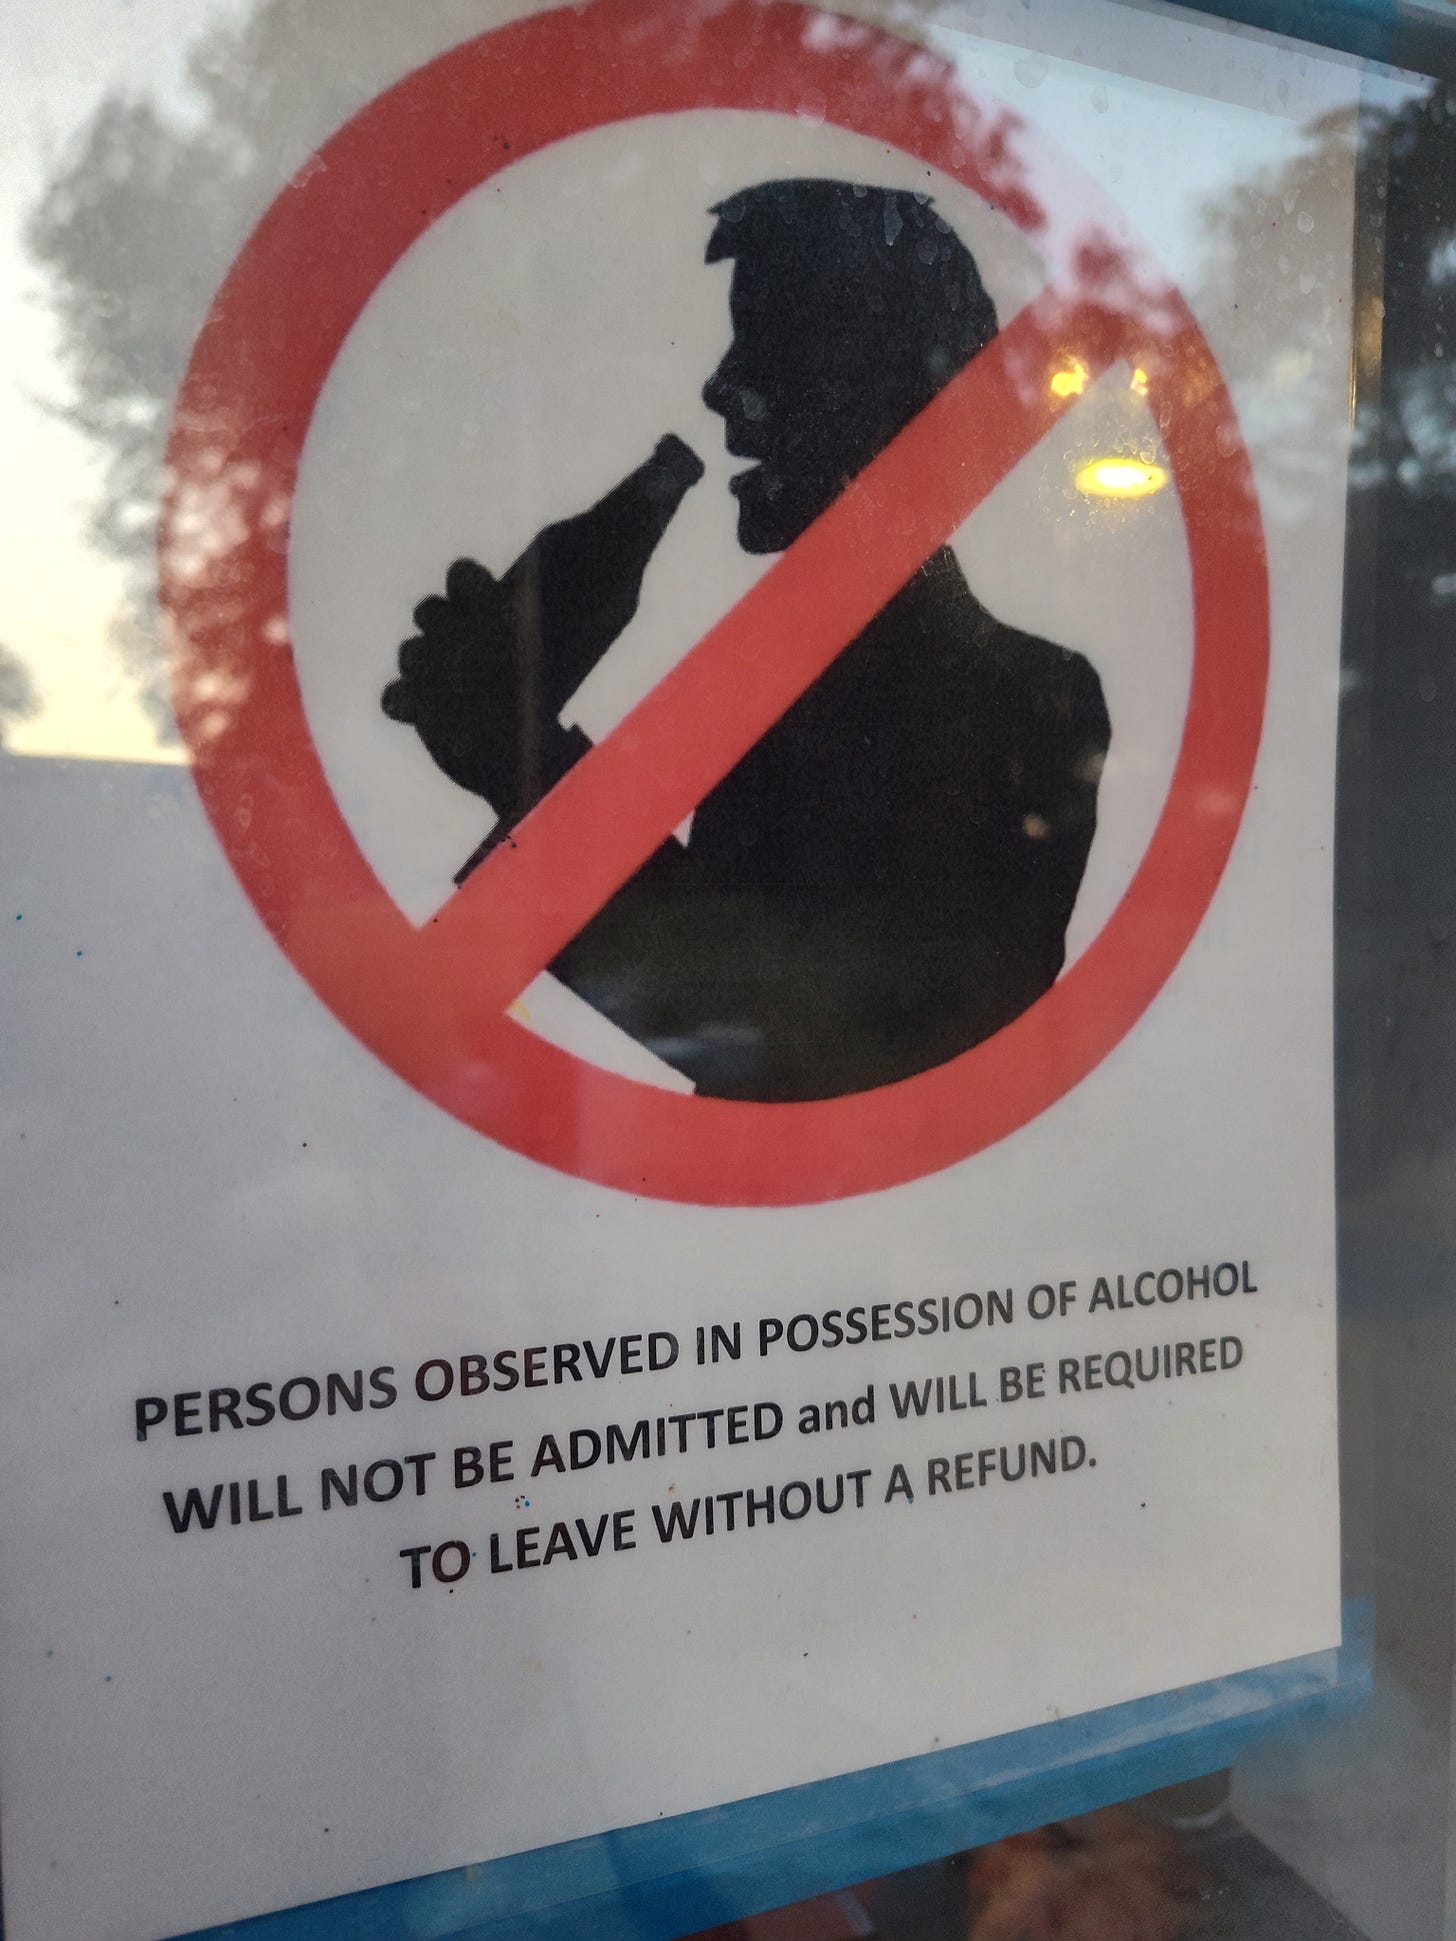 PERSONS OBSERVED IN POSSESSION OF ALCOHOL
WILL NOT BE ADMITTED and WILL BE REQUIRED
TO LEAVE WITHOUT A REFUND.